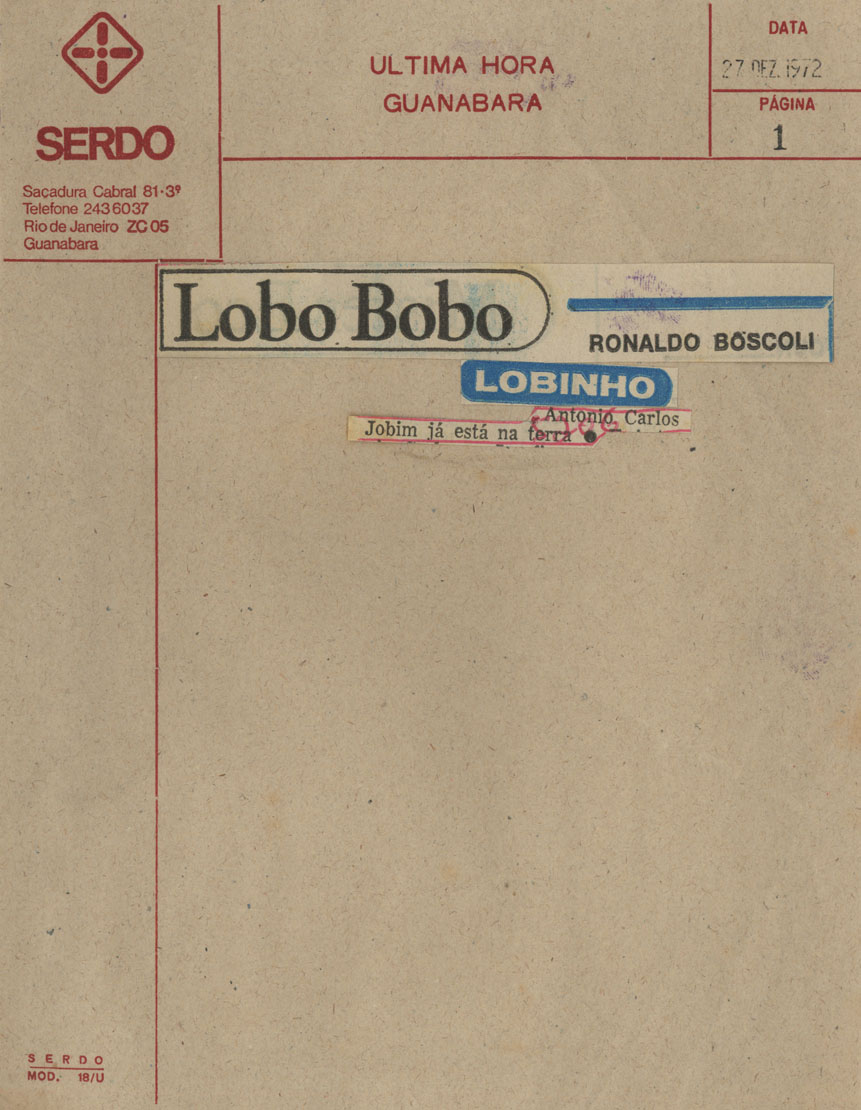 SERDO
Saçadura Cabral 81-3º
Telefone 243 6037
Rio de Janeiro ZC 05
Guanabara
ULTIMA HORA
GUANABARA
DATA
27 DEZ. 1972
PÁGINA
1
Lobo Bobo
RONALDO BÔSCOLI
LOBINHO
Antonio Carlos
Jobim já está na terra ●
SERDO
MOD. 18/U